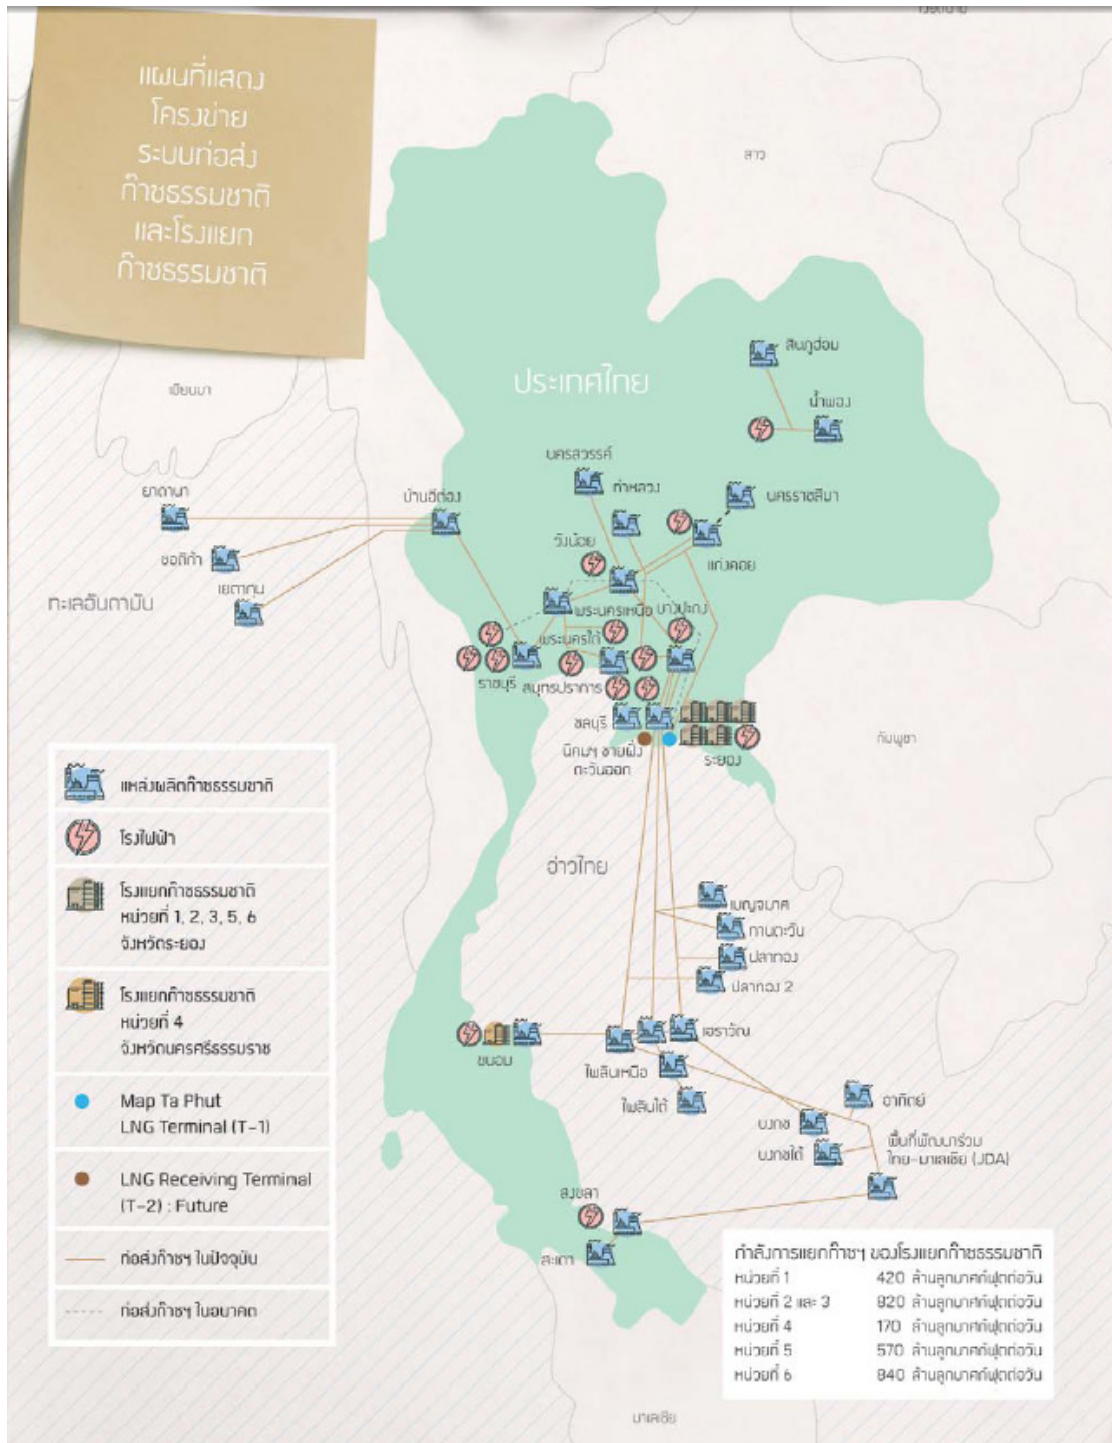 แผนที่แสดง
โครงข่าย
ระบบท่อส่ง
ก๊าซธรรมชาติ
และโรงแยก
ก๊าซธรรมชาติ
ลาว
เมียนมา
ประเทศไทย
สินภูฮ่อม
น้ำพอง
นครสวรรค์
ท่าหลวง
นครราชสีมา
ยาดานา
บ้านอีต่อง
วังน้อย
แก่งคอย
ซอติก้า
เยตากุน
ทะเลอันดามัน
พระนครเหนือ
บางปะกง
พระนครใต้
ราชบุรี
สมุทรปราการ
ชลบุรี
นิคมฯ ชายฝั่ง
ตะวันออก
ระยอง
กัมพูชา
อ่าวไทย
เบญจมาศ
ทานตะวัน
ปลาทอง
ปลาทอง 2
เอราวัณ
ขนอม
ไพลินเหนือ
ไพลินใต้
อาทิตย์
บงกช
บงกชใต้
พื้นที่พัฒนาร่วม
ไทย-มาเลเซีย (JDA)
สงขลา
สะเดา
มาเลเซีย
แหล่งผลิตก๊าซธรรมชาติ
โรงไฟฟ้า
โรงแยกก๊าซธรรมชาติ
หน่วยที่ 1, 2, 3, 5, 6
จังหวัดระยอง
โรงแยกก๊าซธรรมชาติ
หน่วยที่ 4
จังหวัดนครศรีธรรมราช
Map Ta Phut
LNG Terminal (T-1)
LNG Receiving Terminal
(T-2) : Future
ท่อส่งก๊าซฯ ในปัจจุบัน
ท่อส่งก๊าซฯ ในอนาคต
กำลังการแยกก๊าซฯ ของโรงแยกก๊าซธรรมชาติ
หน่วยที่ 1 420 ล้านลูกบาศก์ฟุตต่อวัน
หน่วยที่ 2 และ 3 820 ล้านลูกบาศก์ฟุตต่อวัน
หน่วยที่ 4 170 ล้านลูกบาศก์ฟุตต่อวัน
หน่วยที่ 5 570 ล้านลูกบาศก์ฟุตต่อวัน
หน่วยที่ 6 840 ล้านลูกบาศก์ฟุตต่อวัน